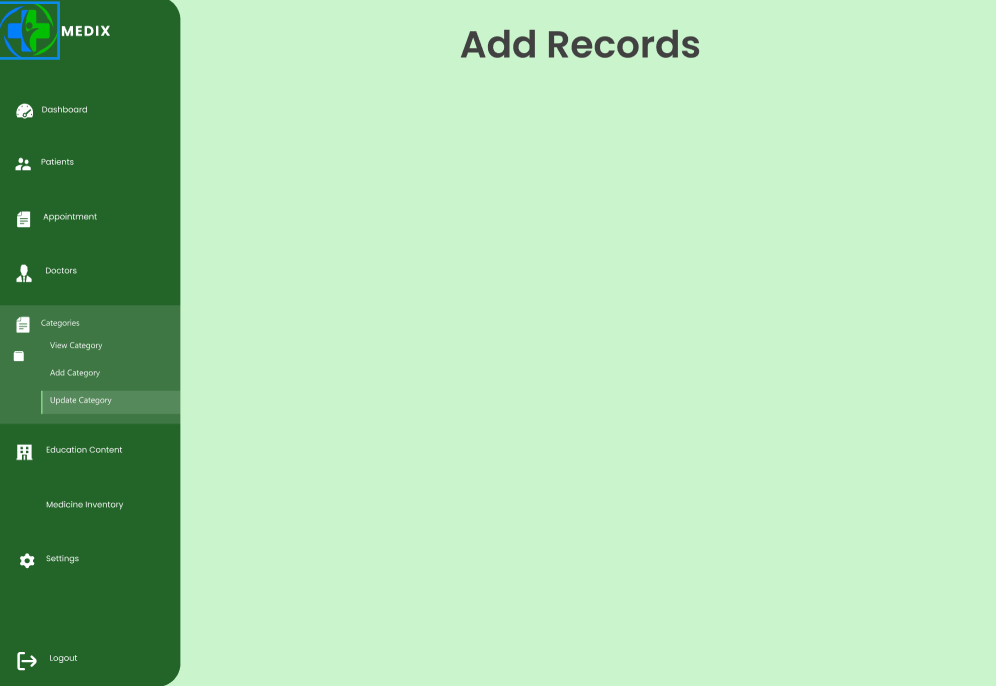 MEDIX
Add Records
Dashboard
Patients
Appointment
Doctors
Categories
View Category
Add Category
Update Category
Education Content
Medicine Inventory
Settings
Logout